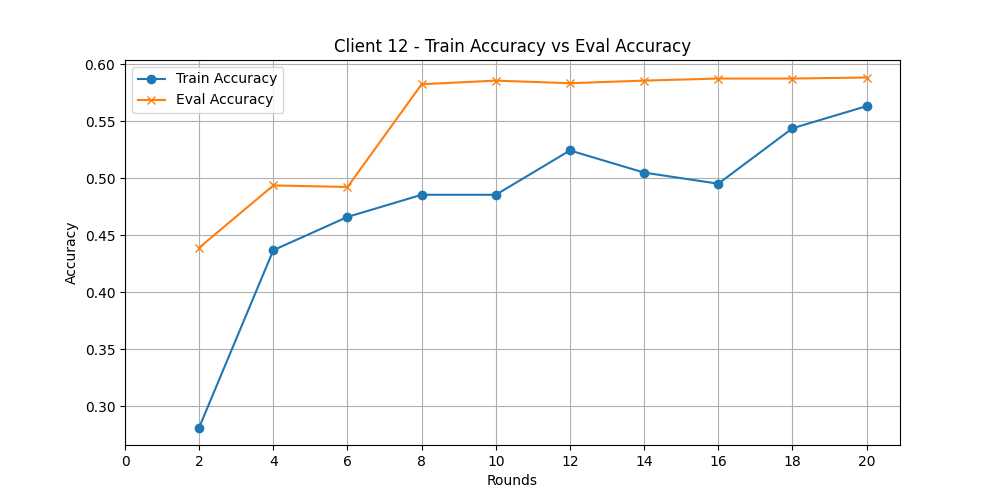 Client 12 - Train Accuracy vs Eval Accuracy
Train Accuracy
Eval Accuracy
Accuracy
0.60
0.55
0.50
0.45
0.40
0.35
0.30
0 2 4 6 8 10 12 14 16 18 20
Rounds